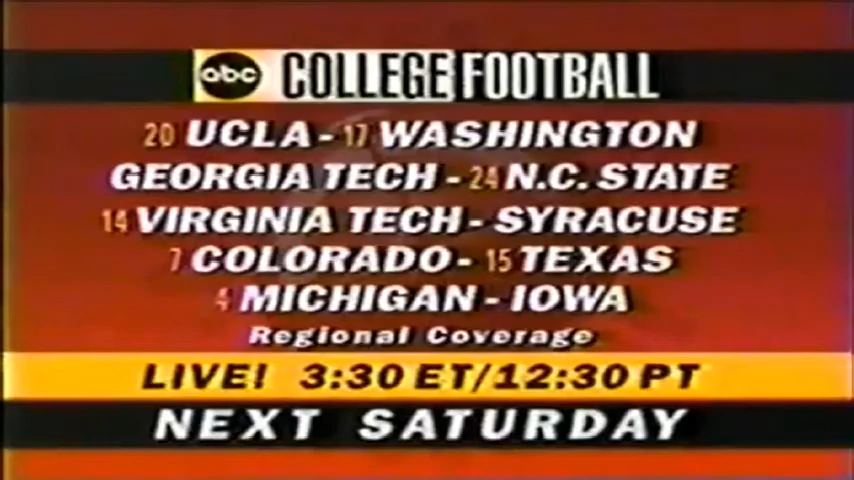 abc COLLEGE FOOTBALL
20 UCLA - 17 WASHINGTON
GEORGIA TECH - 24 N.C. STATE
14 VIRGINIA TECH - SYRACUSE
7 COLORADO - 15 TEXAS
4 MICHIGAN - IOWA
Regional Coverage
LIVE! 3:30 ET/12:30 PT
NEXT SATURDAY